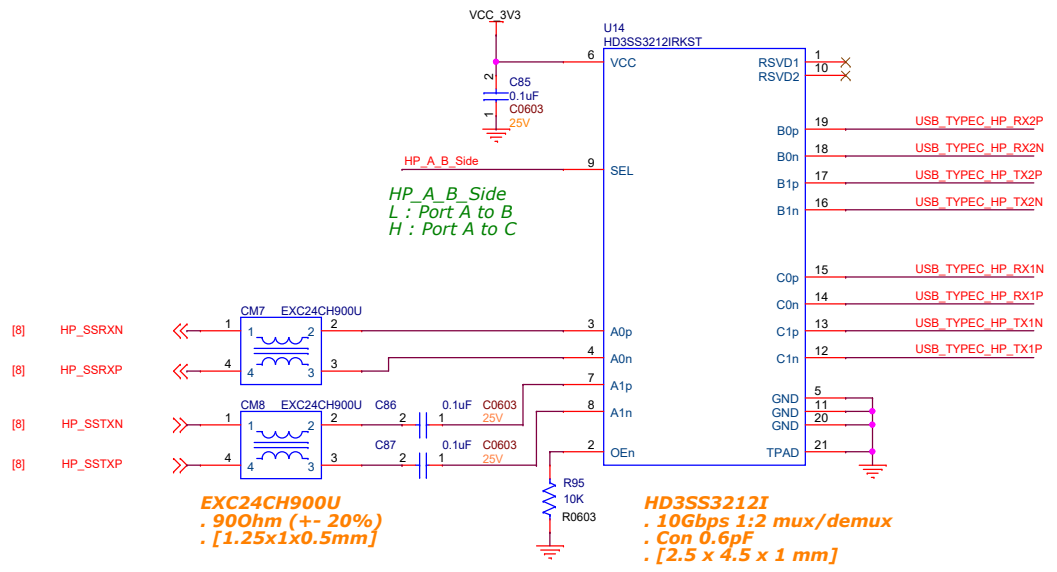 VCC_3V3
U14
HD3SS3212IRKST
6 VCC
RSVD1 1
RSVD2 10
2
C85
0.1uF
C0603
25V
1
B0p 19 USB_TYPEC_HP_RX2P
B0n 18 USB_TYPEC_HP_RX2N
B1p 17 USB_TYPEC_HP_TX2P
B1n 16 USB_TYPEC_HP_TX2N
HP_A_B_Side 9 SEL
HP_A_B_Side
L : Port A to B
H : Port A to C
C0p 15 USB_TYPEC_HP_RX1N
C0n 14 USB_TYPEC_HP_RX1P
C1p 13 USB_TYPEC_HP_TX1N
C1n 12 USB_TYPEC_HP_TX1P
CM7 EXC24CH900U
[8] HP_SSRXN 1 1 2 2 3 A0p
[8] HP_SSRXP 4 4 3 3 4 A0n
7 A1p
8 A1n
CM8 EXC24CH900U
C86 0.1uF C0603
25V
[8] HP_SSTXN 1 1 2 2 2 1
C87 0.1uF C0603
25V
[8] HP_SSTXP 4 4 3 3 2 1
2 OEn
GND 5
GND 11
GND 20
TPAD 21
R95
10K
R0603
EXC24CH900U
. 90Ohm (+- 20%)
. [1.25x1x0.5mm]
HD3SS3212I
. 10Gbps 1:2 mux/demux
. Con 0.6pF
. [2.5 x 4.5 x 1 mm]